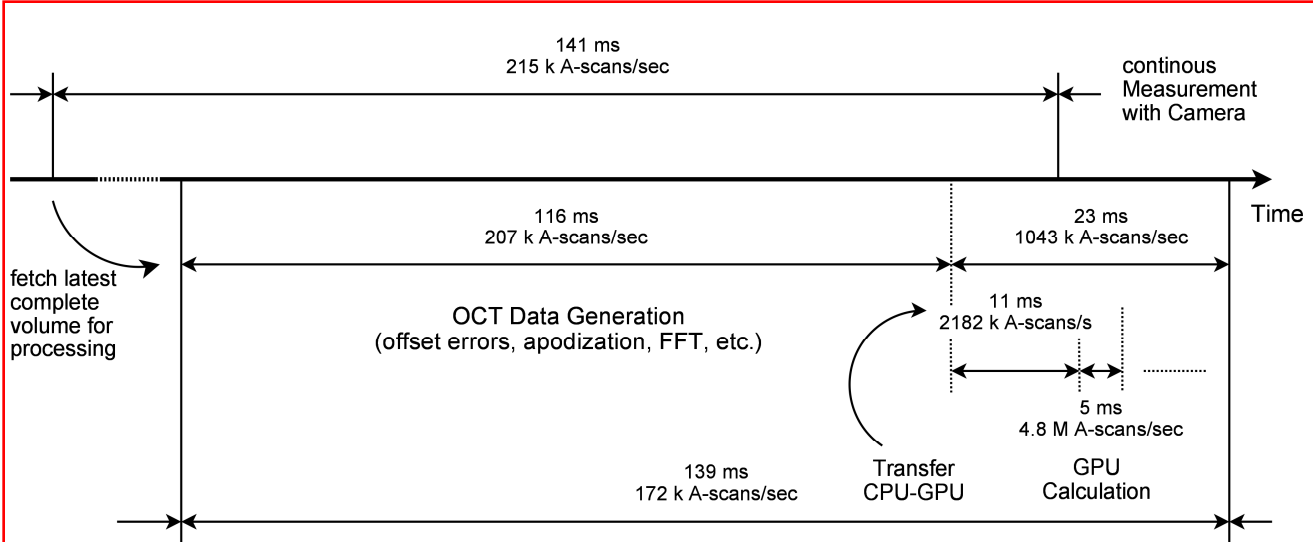 141 ms
215 k A-scans/sec
continous
Measurement
with Camera
Time
116 ms
207 k A-scans/sec
23 ms
1043 k A-scans/sec
fetch latest
complete
volume for
processing
OCT Data Generation
(offset errors, apodization, FFT, etc.)
11 ms
2182 k A-scans/s
5 ms
4.8 M A-scans/sec
Transfer
CPU-GPU
GPU
Calculation
139 ms
172 k A-scans/sec